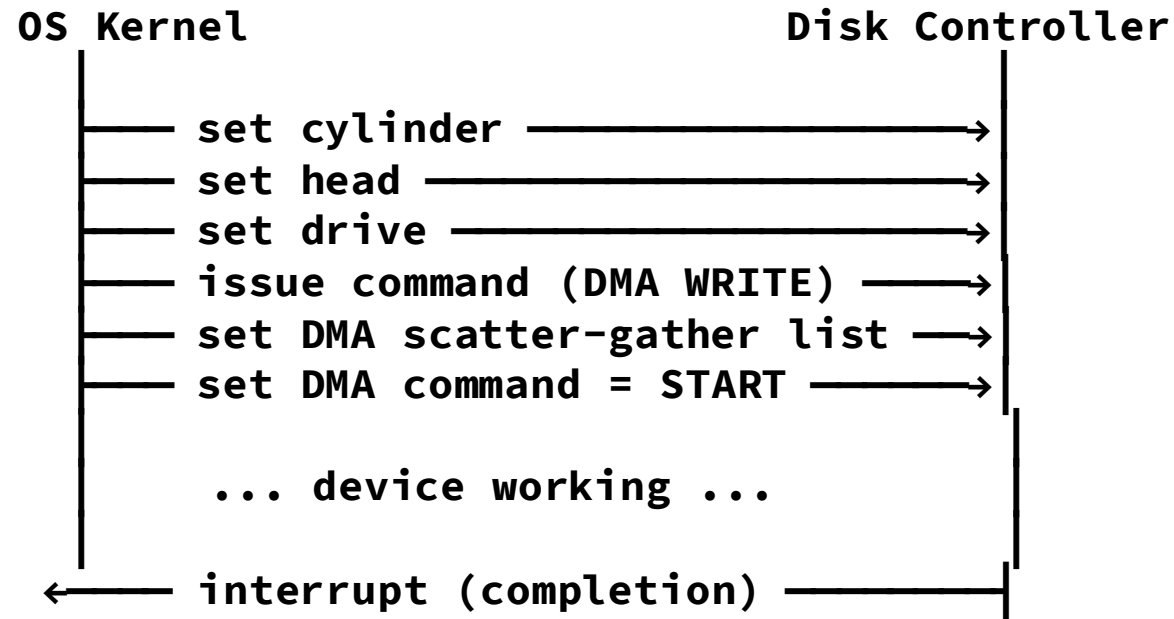 OS Kernel Disk Controller
set cylinder
set head
set drive
issue command (DMA WRITE)
set DMA scatter-gather list
set DMA command = START
... device working ...
interrupt (completion)